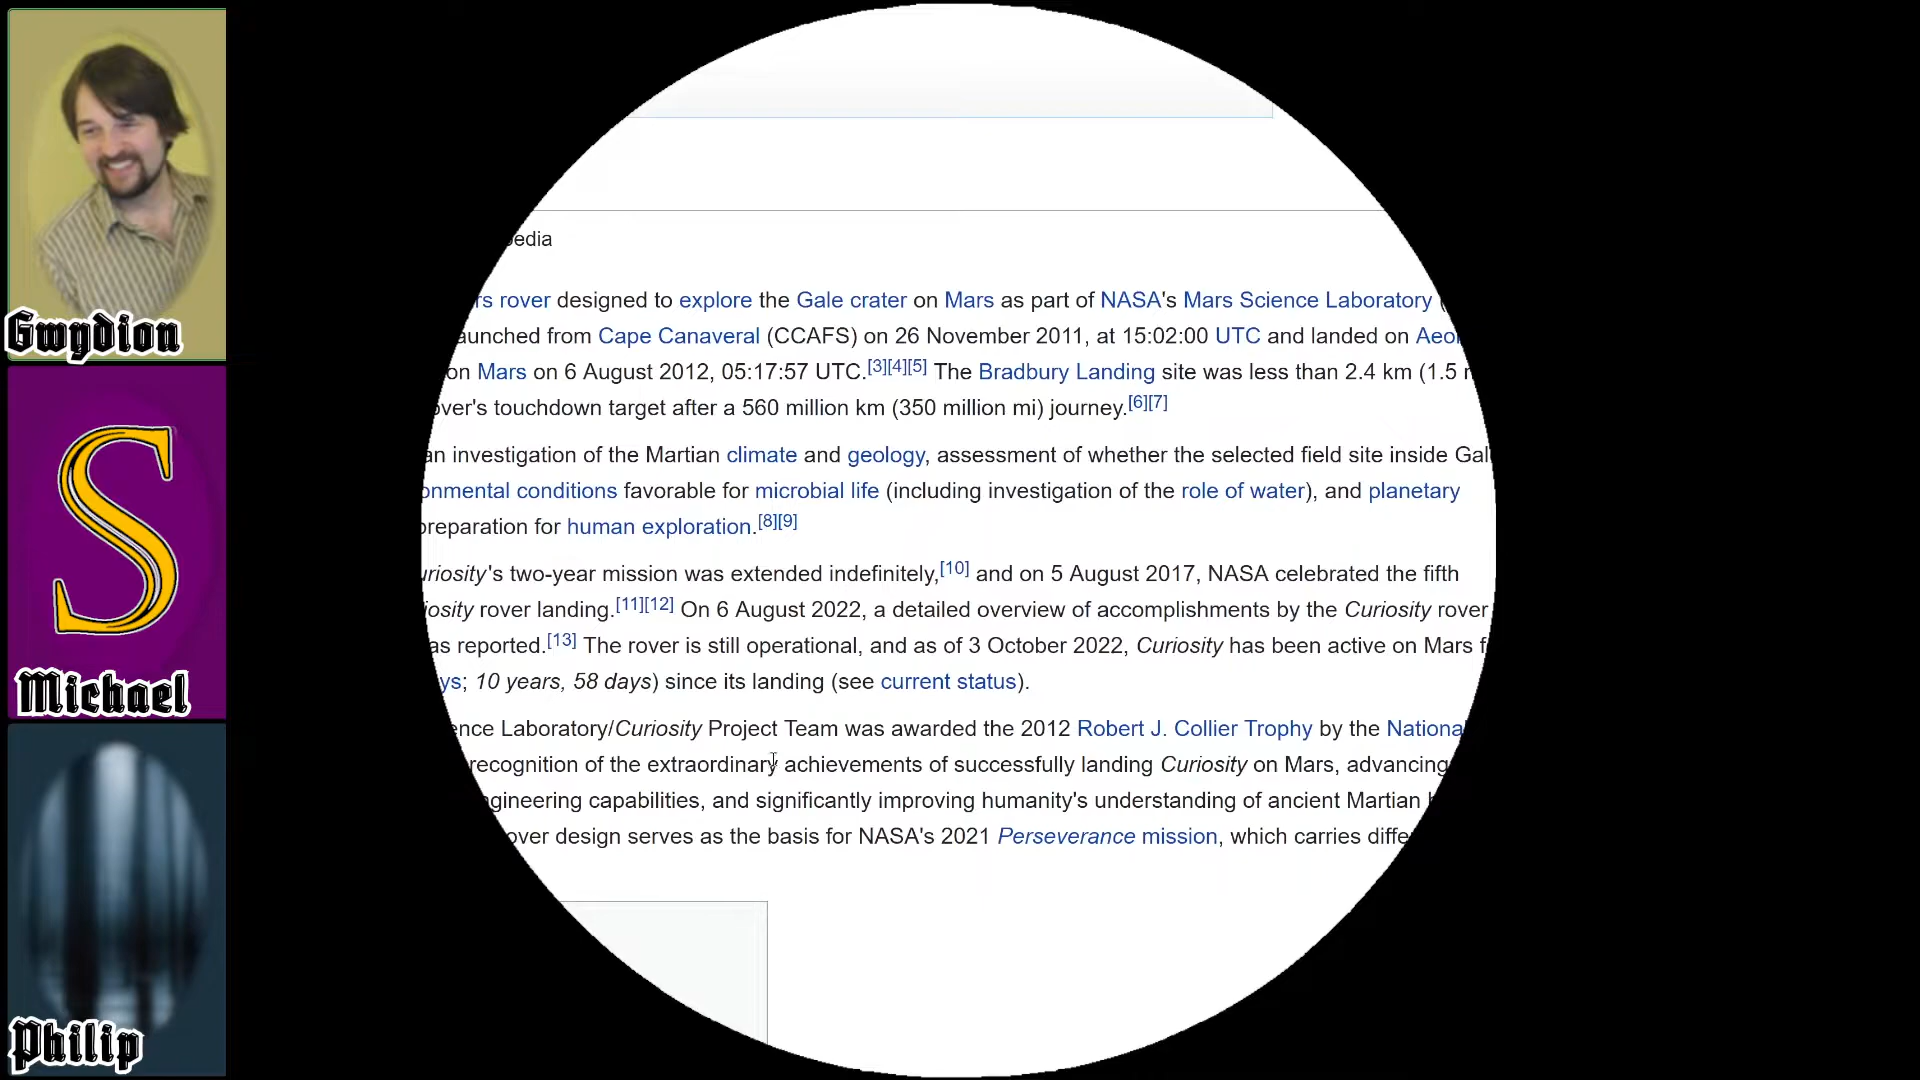 Gwydion
S
Michael
Philip
pedia
rs rover designed to explore the Gale crater on Mars as part of NASA's Mars Science Laboratory (
aunched from Cape Canaveral (CCAFS) on 26 November 2011, at 15:02:00 UTC and landed on Aeol
on Mars on 6 August 2012, 05:17:57 UTC.[3][4][5] The Bradbury Landing site was less than 2.4 km (1.5 m
over's touchdown target after a 560 million km (350 million mi) journey.[6][7]
an investigation of the Martian climate and geology, assessment of whether the selected field site inside Gal
onmental conditions favorable for microbial life (including investigation of the role of water), and planetary
preparation for human exploration.[8][9]
uriosity's two-year mission was extended indefinitely,[10] and on 5 August 2017, NASA celebrated the fifth
iosity rover landing.[11][12] On 6 August 2022, a detailed overview of accomplishments by the Curiosity rover
as reported.[13] The rover is still operational, and as of 3 October 2022, Curiosity has been active on Mars f
ys; 10 years, 58 days) since its landing (see current status).
ence Laboratory/Curiosity Project Team was awarded the 2012 Robert J. Collier Trophy by the National
recognition of the extraordinary achievements of successfully landing Curiosity on Mars, advancing
ngineering capabilities, and significantly improving humanity's understanding of ancient Martian h
over design serves as the basis for NASA's 2021 Perseverance mission, which carries diffe